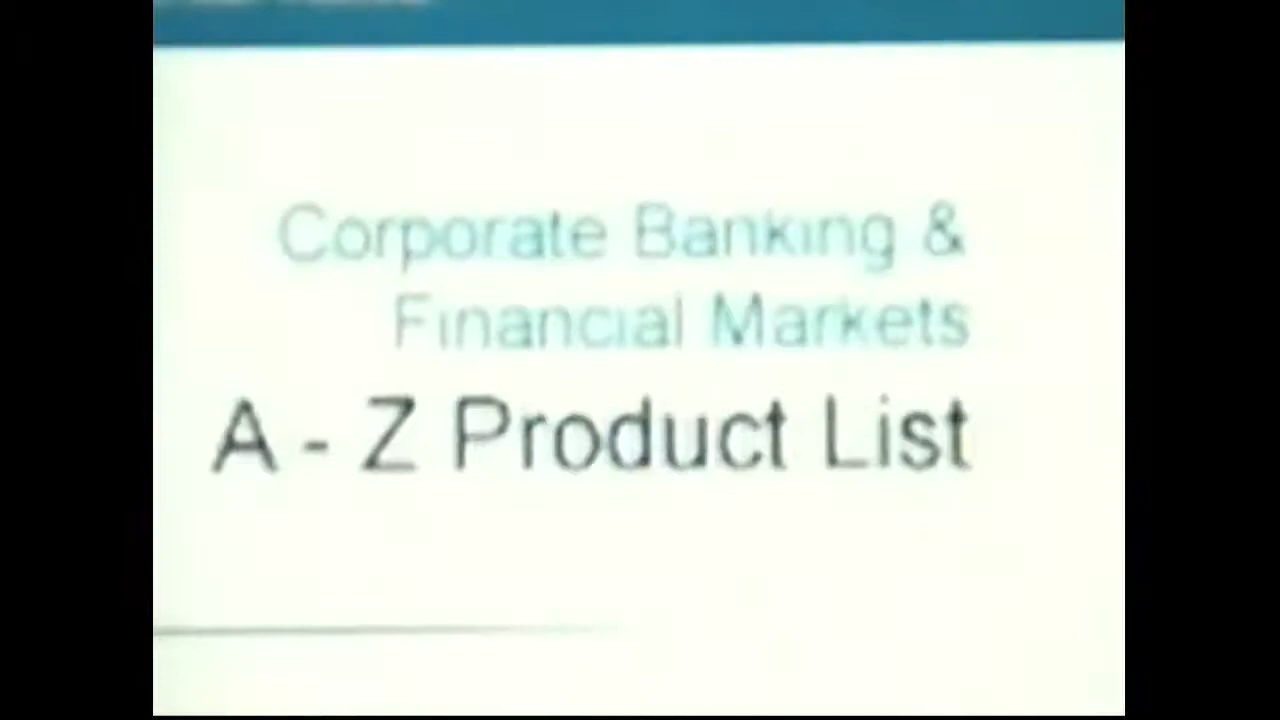 Corporate Banking &
Financial Markets
A - Z Product List